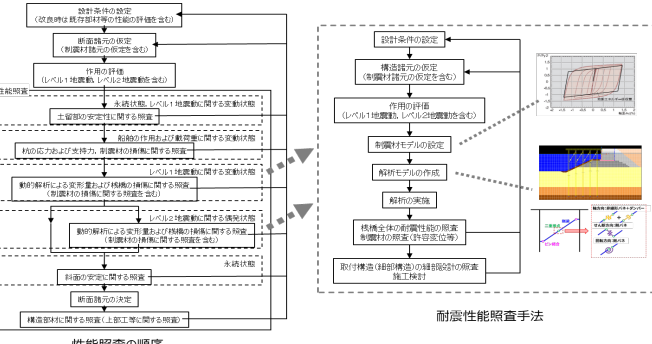 設計条件の設定
(改良時は既存部材等の性能の評価を含む)
断面諸元の仮定
(制震材諸元の仮定を含む)
作用の評価
(レベル1地震動、レベル2地震動を含む)
性能照査
永続状態、レベル1地震動に関する変動状態
土留部の安定性に関する照査
船舶の作用および載荷重に関する変動状態
杭の応力および支持力、制震材の損傷に関する照査
レベル1地震動に関する変動状態
動的解析による変形量および桟橋の損傷に関する照査
(制震材の損傷に関する照査を含む)
レベル2地震動に関する偶発状態
動的解析による変形量および桟橋の損傷に関する照査
(制震材の損傷に関する照査を含む)
永続状態
斜面の安定に関する照査
断面諸元の決定
構造部材に関する照査(上部工等に関する照査)
性能照査の順序
設計条件の設定
構造諸元の仮定
(制震材諸元の仮定を含む)
作用の評価
(レベル1地震動、レベル2地震動を含む)
制震材モデルの設定
解析モデルの作成
解析の実施
桟橋全体の耐震性能の照査
制震材の照査(許容変位等)
取付構造(細部構造)の細部設計の照査
施工検討
耐震性能照査手法